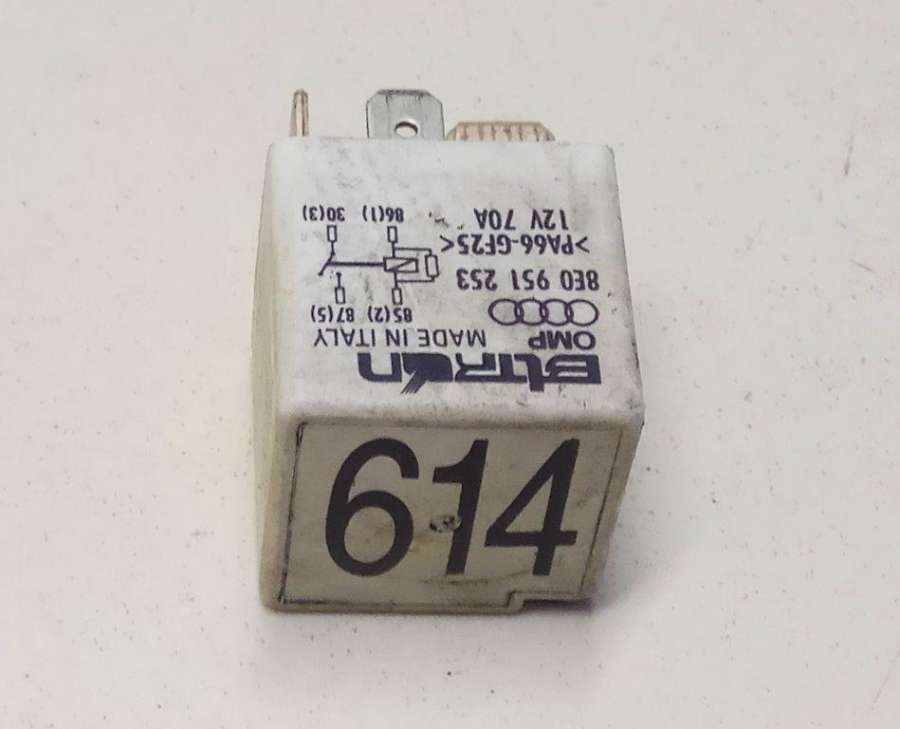 Bitron
OMP MADE IN ITALY
8E0 951 253
>PA66-GF25<
12V 70A
85(2) 87(5)
86(1) 30(3)
614